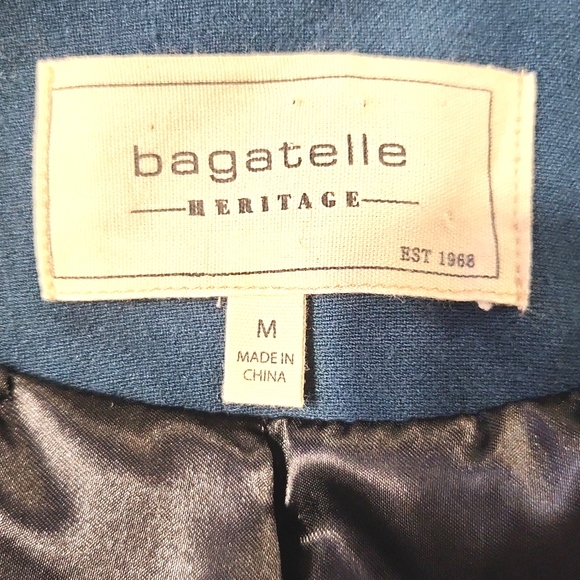 bagatelle
HERITAGE
EST 1968
M
MADE IN
CHINA